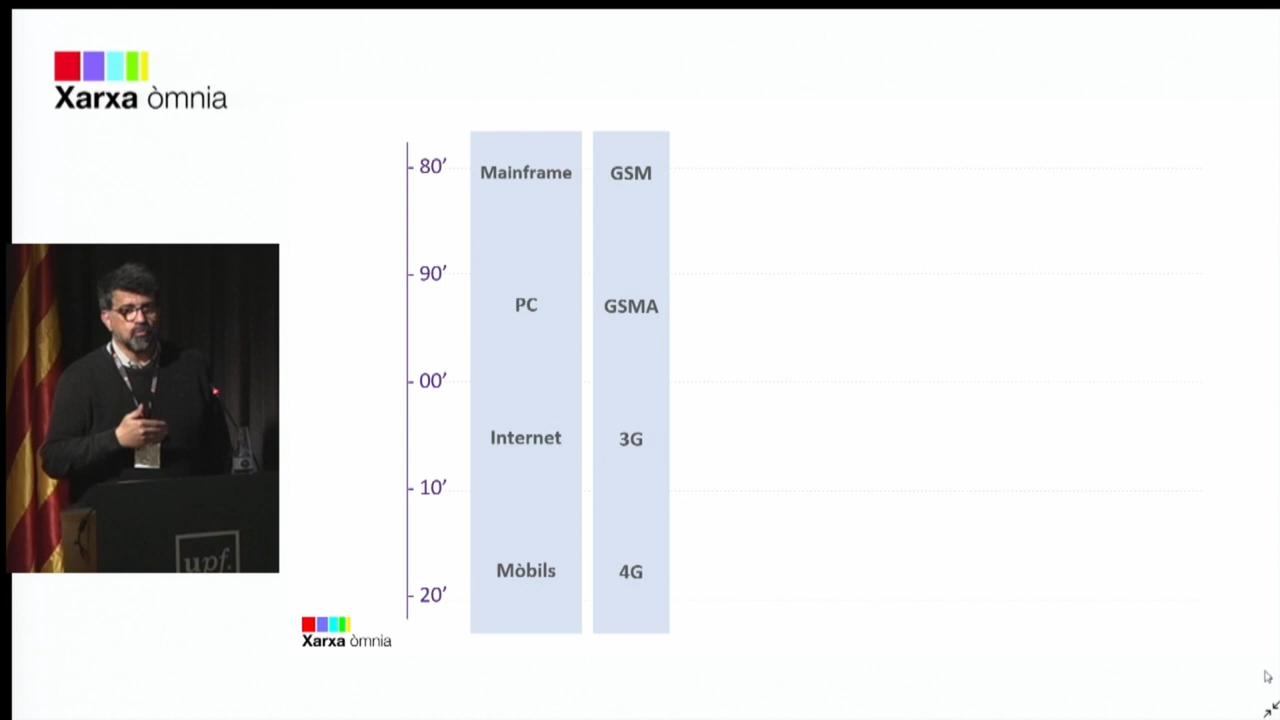 Xarxa òmnia
80’ Mainframe GSM
90’
PC GSMA
00’
Internet 3G
10’
Mòbils 4G
20’
Xarxa òmnia
upf.